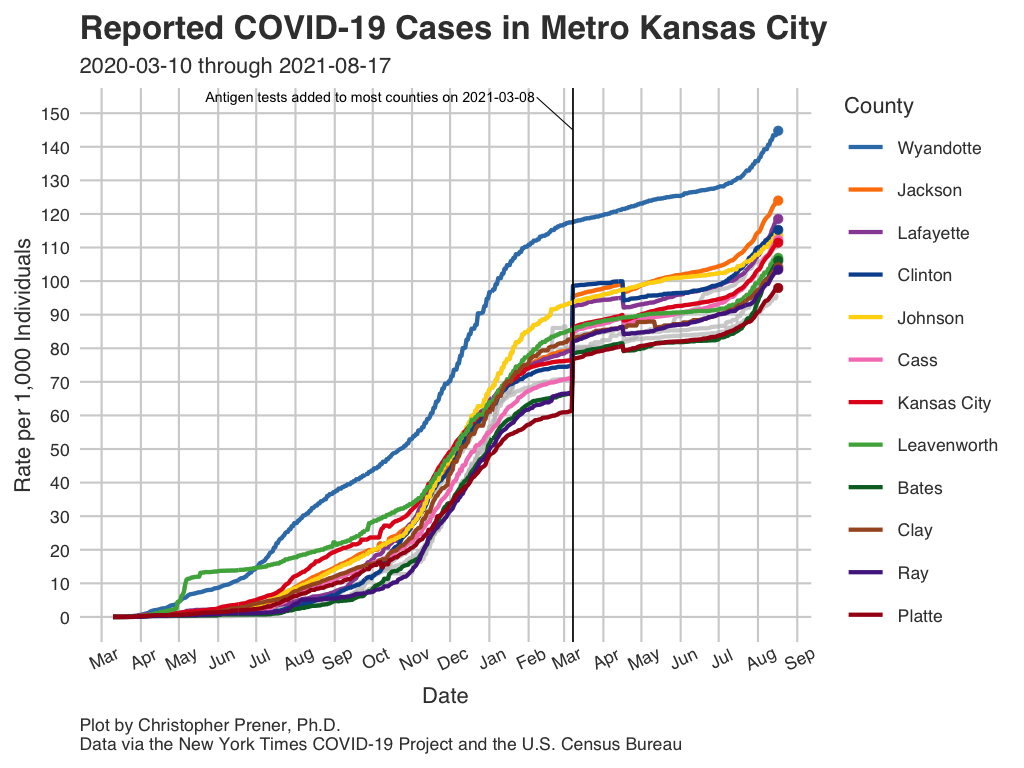 Reported COVID-19 Cases in Metro Kansas City
2020-03-10 through 2021-08-17
Antigen tests added to most counties on 2021-03-08
Rate per 1,000 Individuals
150
140
130
120
110
100
90
80
70
60
50
40
30
20
10
0
Mar Apr May Jun Jul Aug Sep Oct Nov Dec Jan Feb Mar Apr May Jun Jul Aug Sep
Date
County
Wyandotte
Jackson
Lafayette
Clinton
Johnson
Cass
Kansas City
Leavenworth
Bates
Clay
Ray
Platte
Plot by Christopher Prener, Ph.D.
Data via the New York Times COVID-19 Project and the U.S. Census Bureau